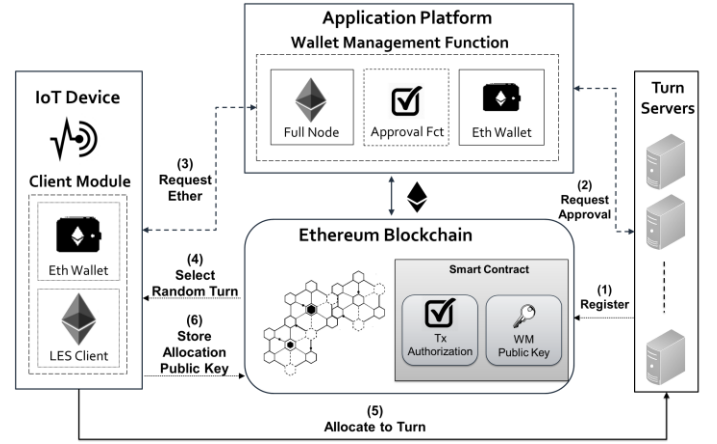 Application Platform
Wallet Management Function
Full Node
Approval Fct
Eth Wallet
IoT Device
Client Module
Eth Wallet
LES Client
Turn
Servers
(3)
Request
Ether
(2)
Request
Approval
(4)
Select
Random Turn
(6)
Store
Allocation
Public Key
Ethereum Blockchain
Smart Contract
Tx
Authorization
WM
Public Key
(1)
Register
(5)
Allocate to Turn